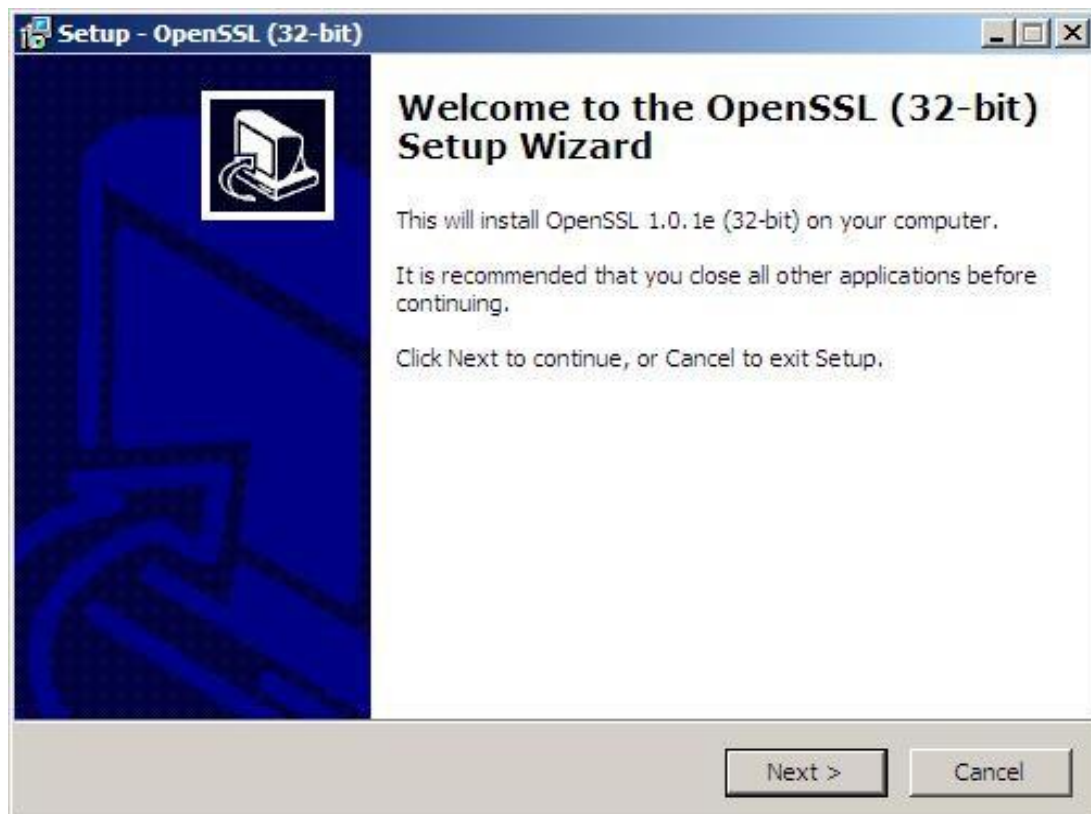 Setup - OpenSSL (32-bit)
Welcome to the OpenSSL (32-bit)
Setup Wizard
This will install OpenSSL 1.0.1e (32-bit) on your computer.
It is recommended that you close all other applications before
continuing.
Click Next to continue, or Cancel to exit Setup.
Next >
Cancel